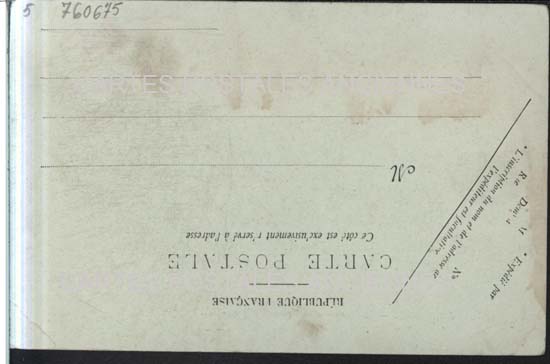 5 760675
CARTES POSTALES ANCIENNES
RÉPUBLIQUE FRANÇAISE
CARTE POSTALE
Ce côté est exclusivement réservé à l'adresse
M
* Expédié par
M
Rue
No
* L'inscription du nom et de l'adresse de
l'expéditeur est facultative.